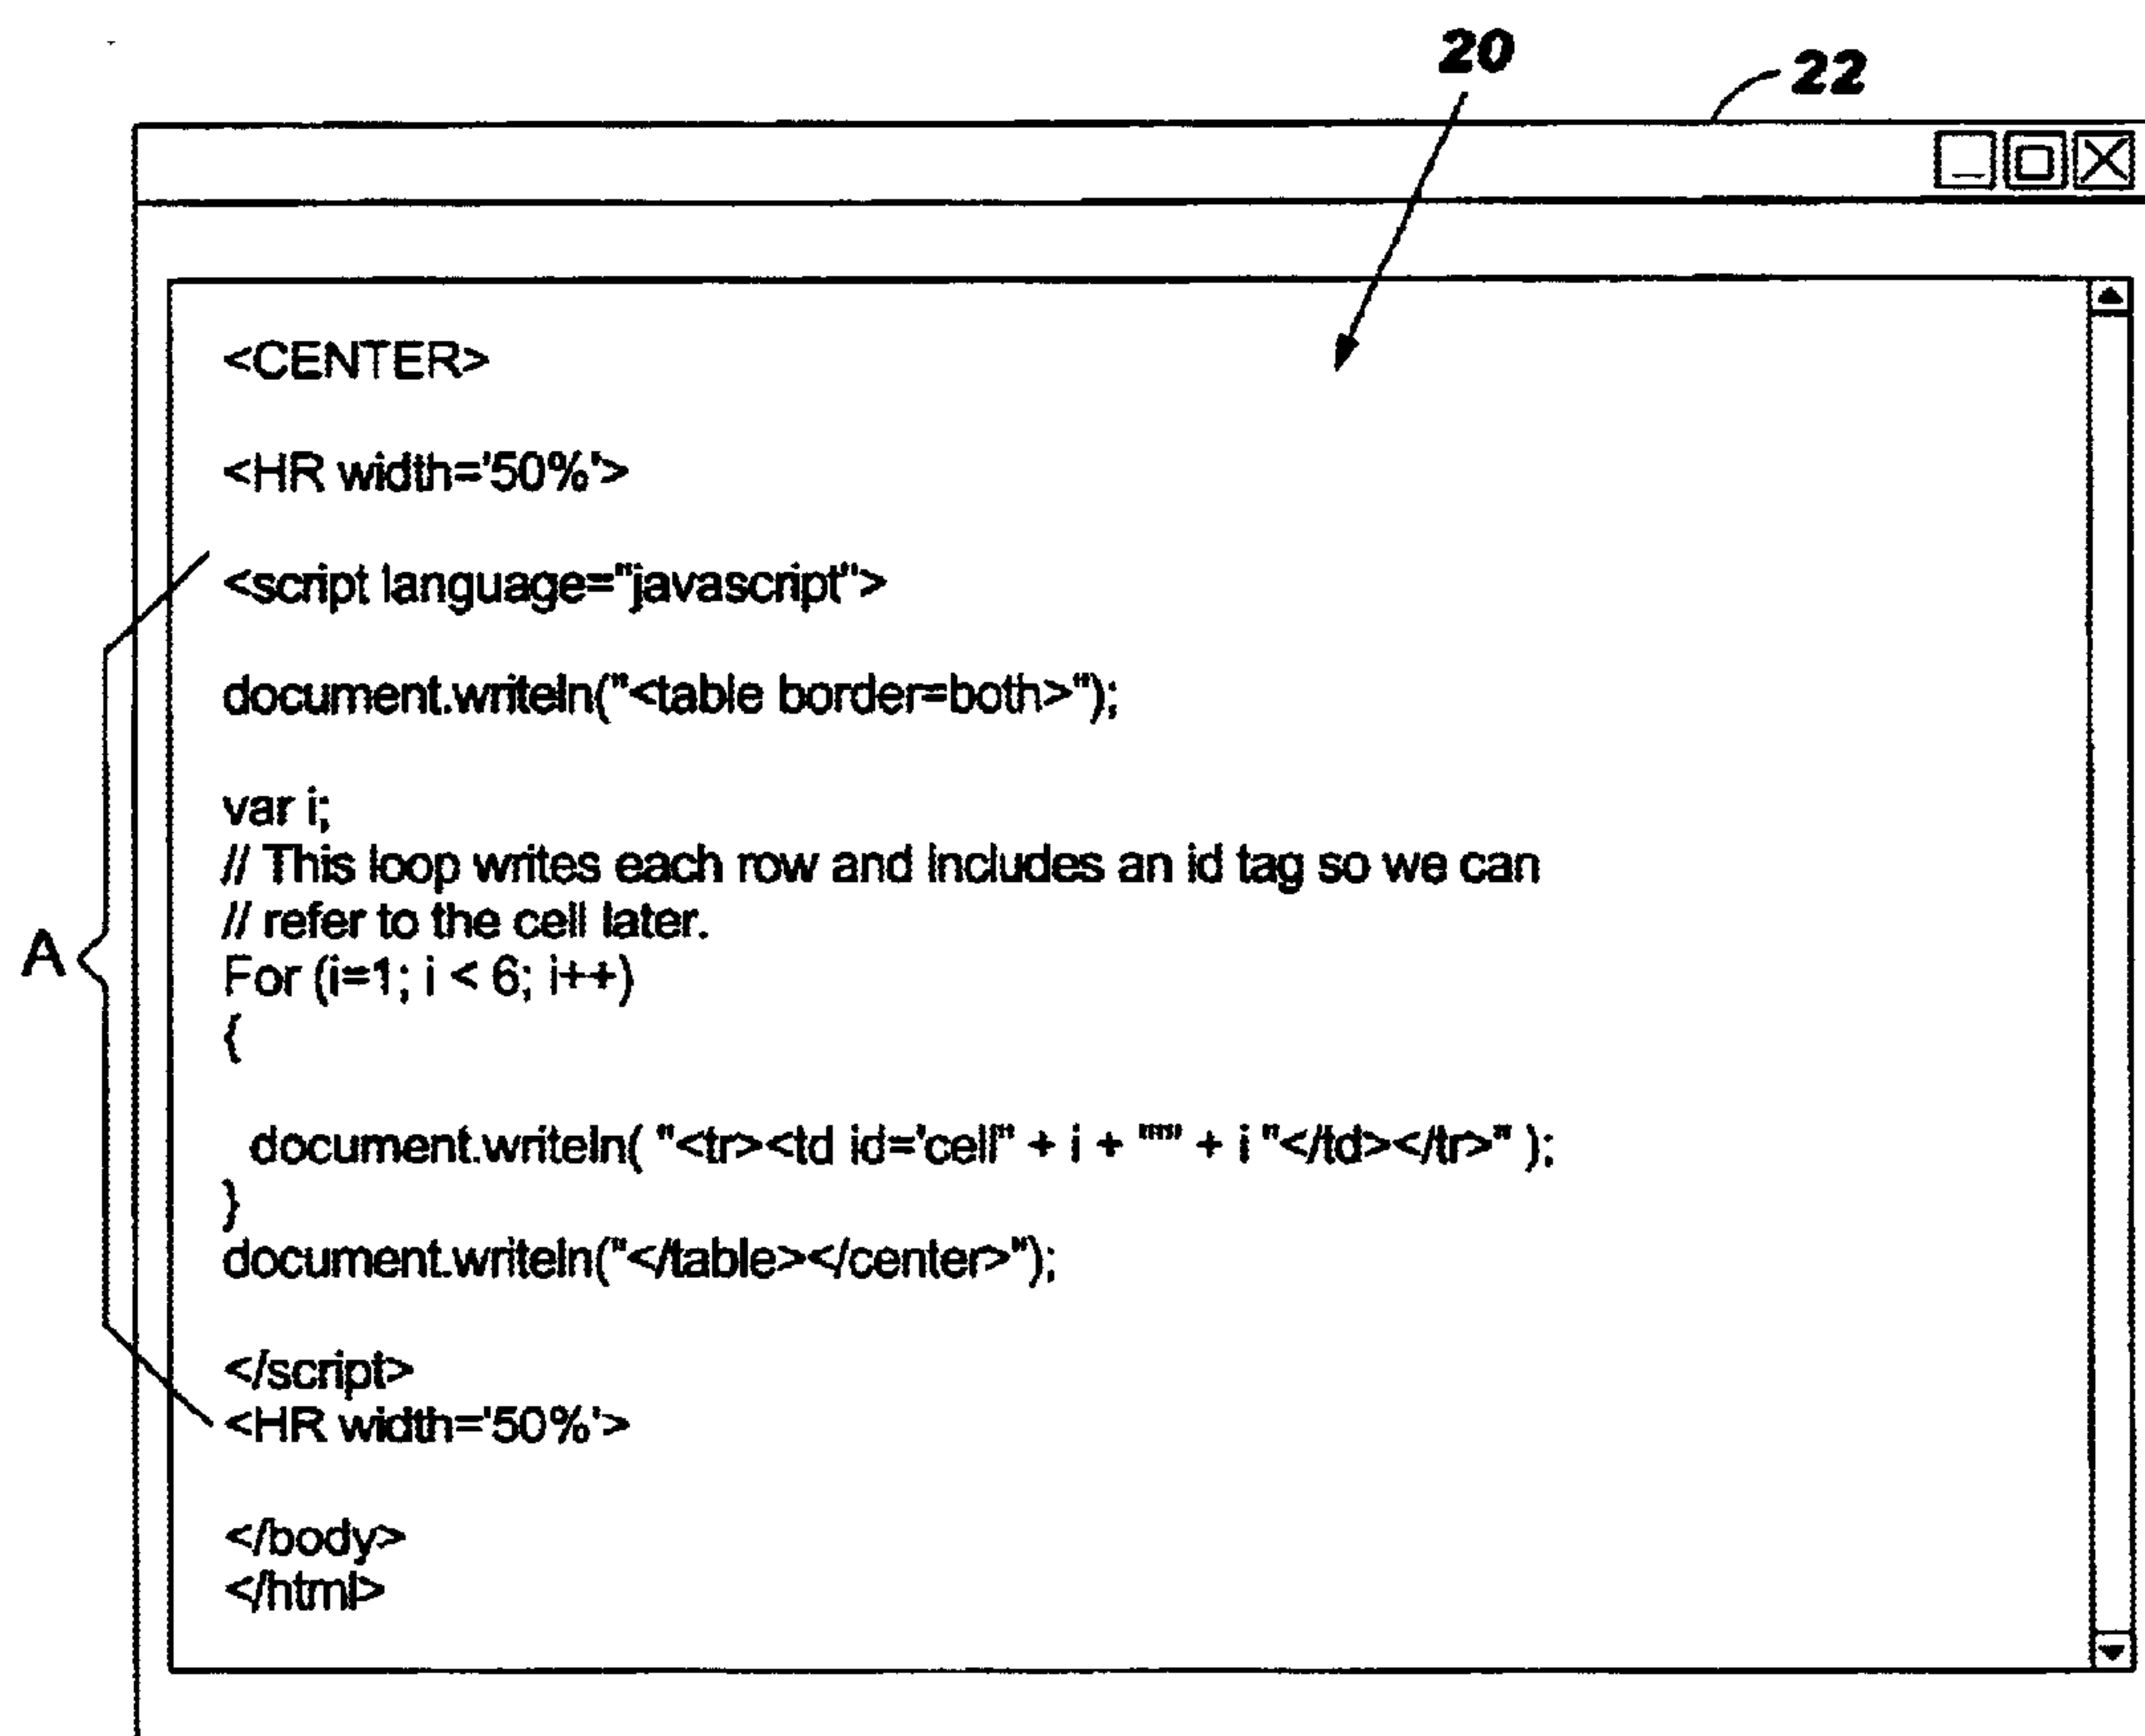 20
22
<CENTER>
<HR width='50%'>
<script language="javascript">
document.writeln("<table border=both>");
var i;
// This loop writes each row and includes an id tag so we can
// refer to the cell later.
For (i=1; i < 6; i++)
{
document.writeln( "<tr><td id='cell" + i + """ + i "</td></tr>" );
}
document.writeln("</table></center>");
</script>
<HR width='50%'>
</body>
</html>
A